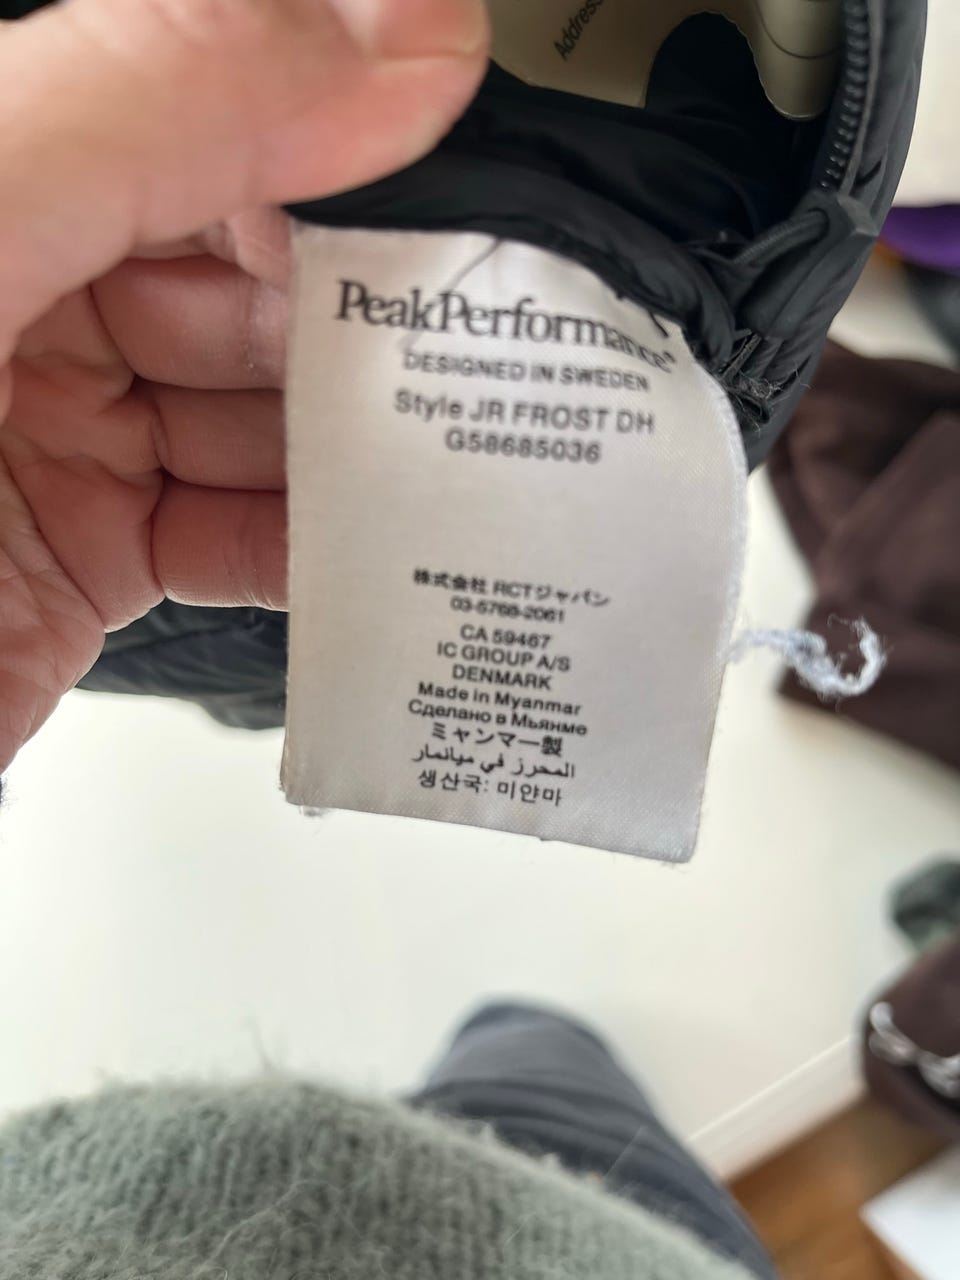 Address
PeakPerformance®
DESIGNED IN SWEDEN
Style JR FROST DH
G58685036
株式会社 RCTジャパン
03-5768-2061
CA 59467
IC GROUP A/S
DENMARK
Made in Myanmar
Сделано в Мьянме
ミャンマー製
المحرز في ميانمار
생산국: 미얀마